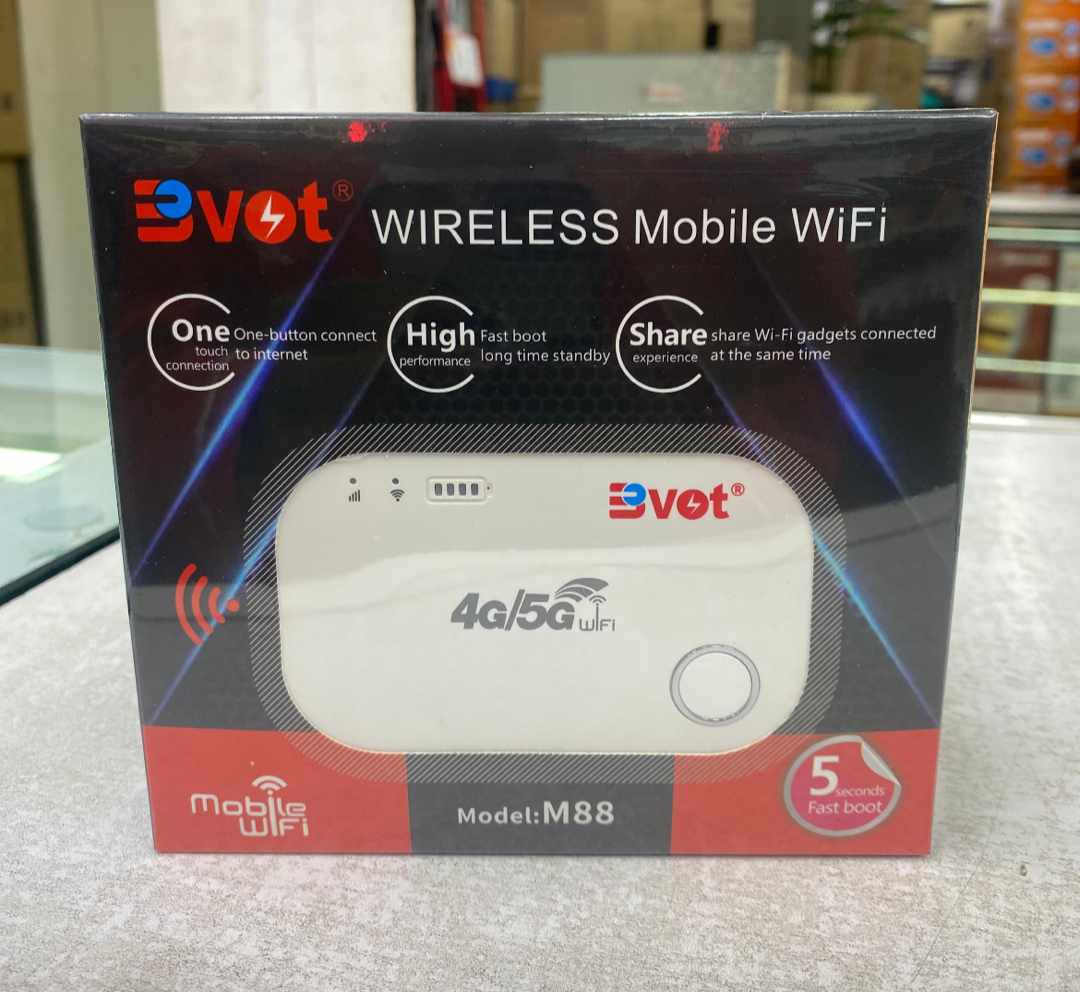 Bvot®
WIRELESS Mobile WiFi
One
touch
connection
One-button connect
to internet
High
performance
Fast boot
long time standby
Share
experience
share Wi-Fi gadgets connected
at the same time
Bvot®
4G/5G WiFi
Mobile
WiFi
Model:M88
5
seconds
Fast boot